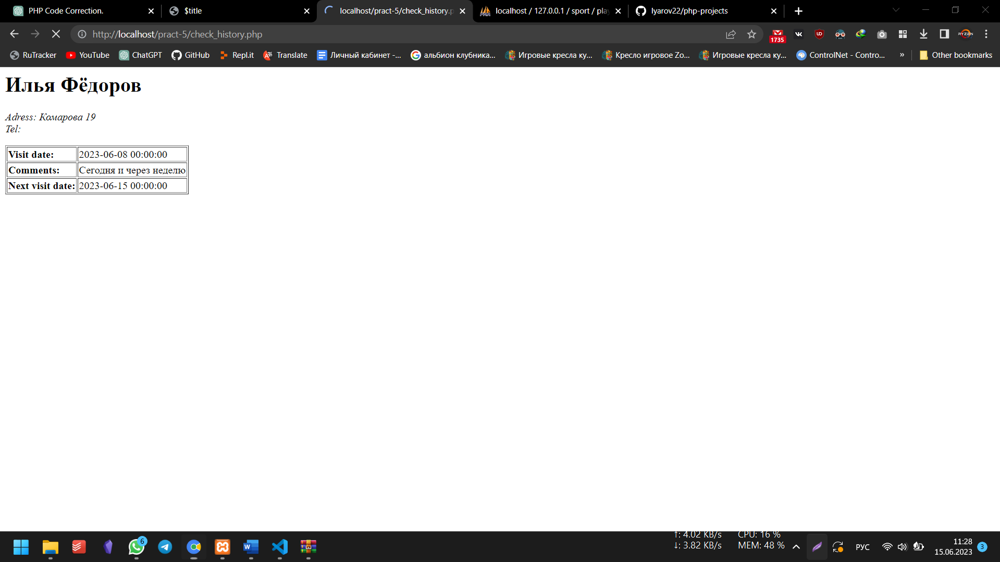 PHP Code Correction.
$title
localhost/pract-5/check_history.p
localhost / 127.0.0.1 / sport / play
lyarov22/php-projects
http://localhost/pract-5/check_history.php
1735
RYZEN
RuTracker
YouTube
ChatGPT
GitHub
Repl.it
Translate
Личный кабинет -...
альбион клубника...
Игровые кресла ку...
Кресло игровое Zo...
Игровые кресла ку...
ControlNet - Contro...
»
Other bookmarks
Илья Фёдоров
Adress: Комарова 19
Tel:
Visit date: 2023-06-08 00:00:00
Comments: Сегодня и через неделю
Next visit date: 2023-06-15 00:00:00
6
↑: 4.02 KB/s CPU: 16 %
↓: 3.82 KB/s MEM: 48 %
РУС
11:28
15.06.2023
3